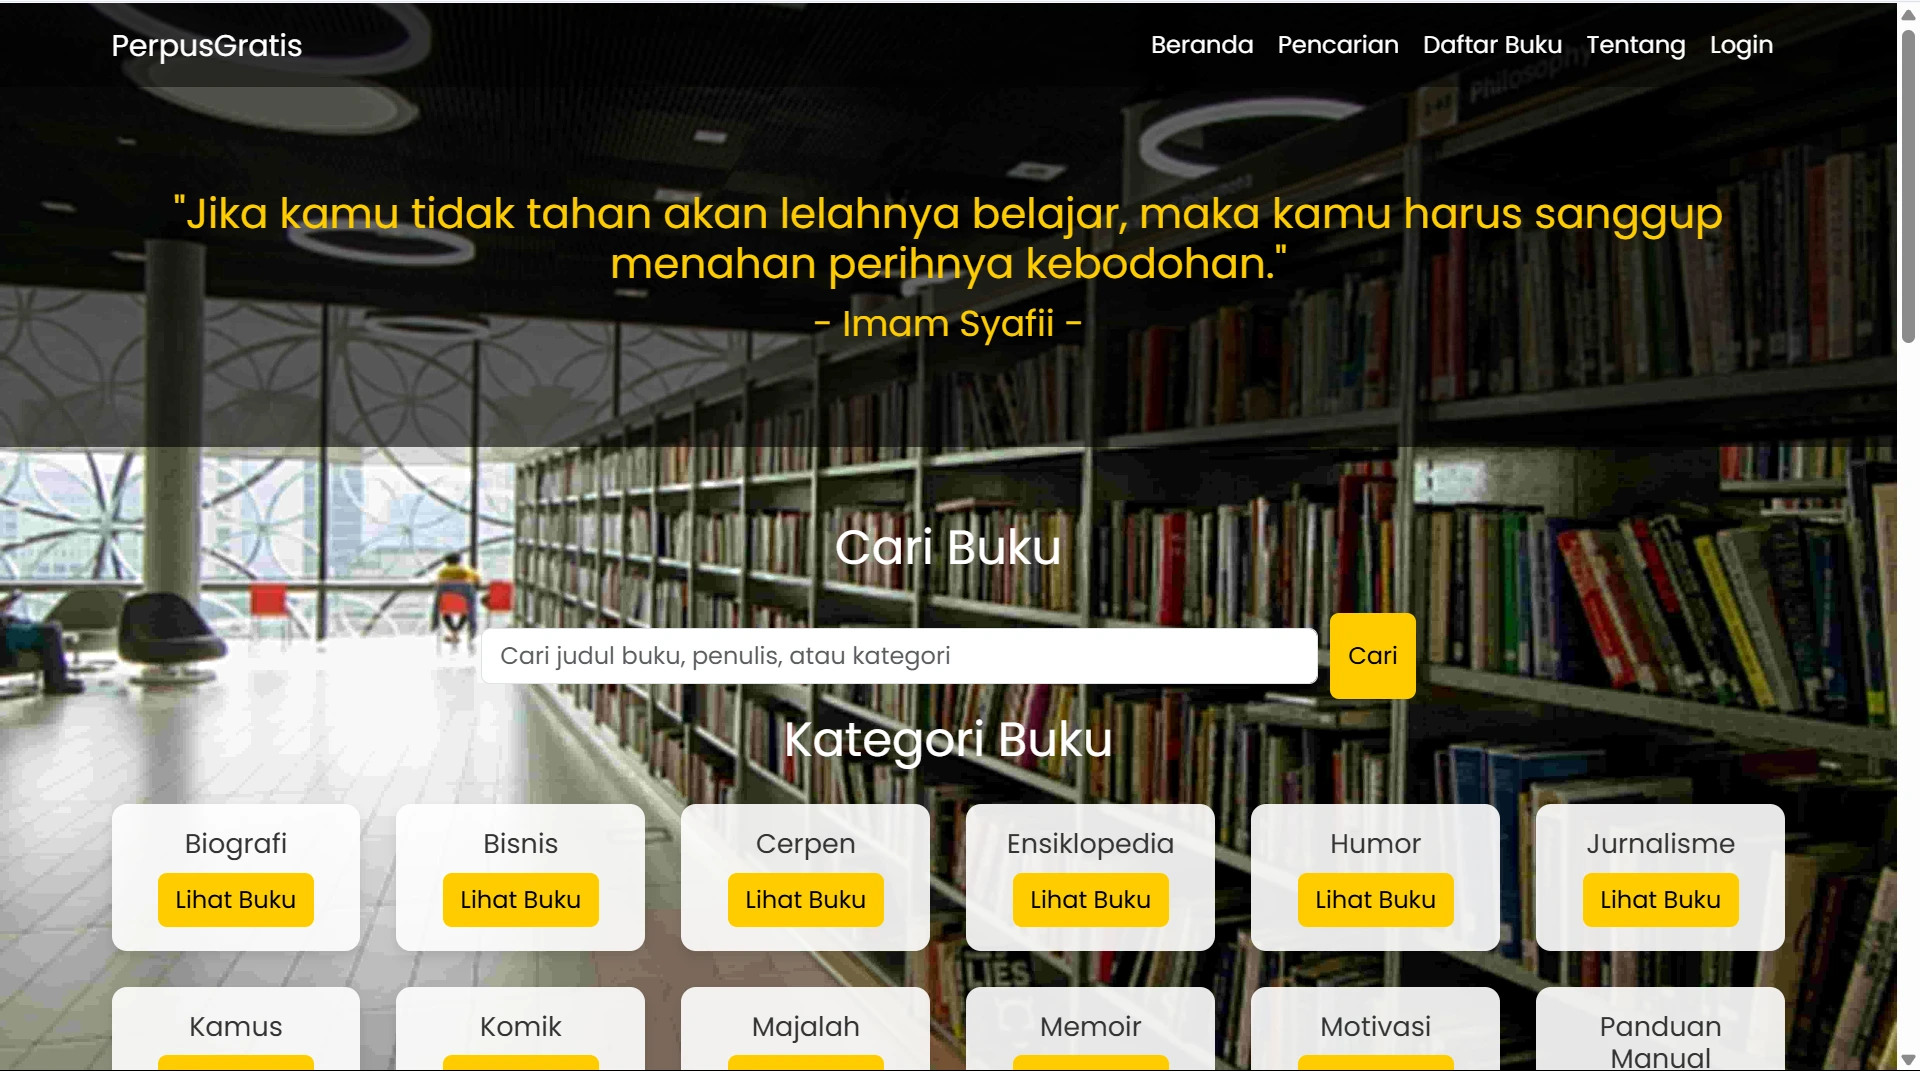 PerpusGratis
Beranda Pencarian Daftar Buku Tentang Login
Philosophy
"Jika kamu tidak tahan akan lelahnya belajar, maka kamu harus sanggup
menahan perihnya kebodohan."
- Imam Syafii -
Cari Buku
Cari judul buku, penulis, atau kategori
Cari
Kategori Buku
Biografi
Lihat Buku
Bisnis
Lihat Buku
Cerpen
Lihat Buku
Ensiklopedia
Lihat Buku
Humor
Lihat Buku
Jurnalisme
Lihat Buku
LIES
Kamus
Komik
Majalah
Memoir
Motivasi
Panduan
Manual